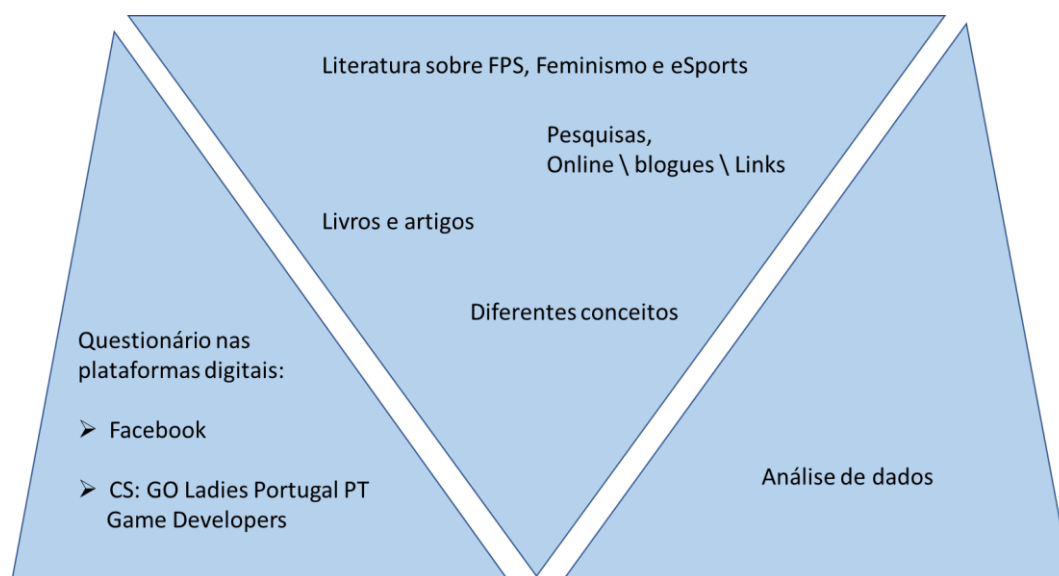 Literatura sobre FPS, Feminismo e eSports
Pesquisas,
Online \ blogues \ Links
Livros e artigos
Diferentes conceitos
Questionário nas
plataformas digitais:
➢ Facebook
➢ CS: GO Ladies Portugal PT
Game Developers
Análise de dados